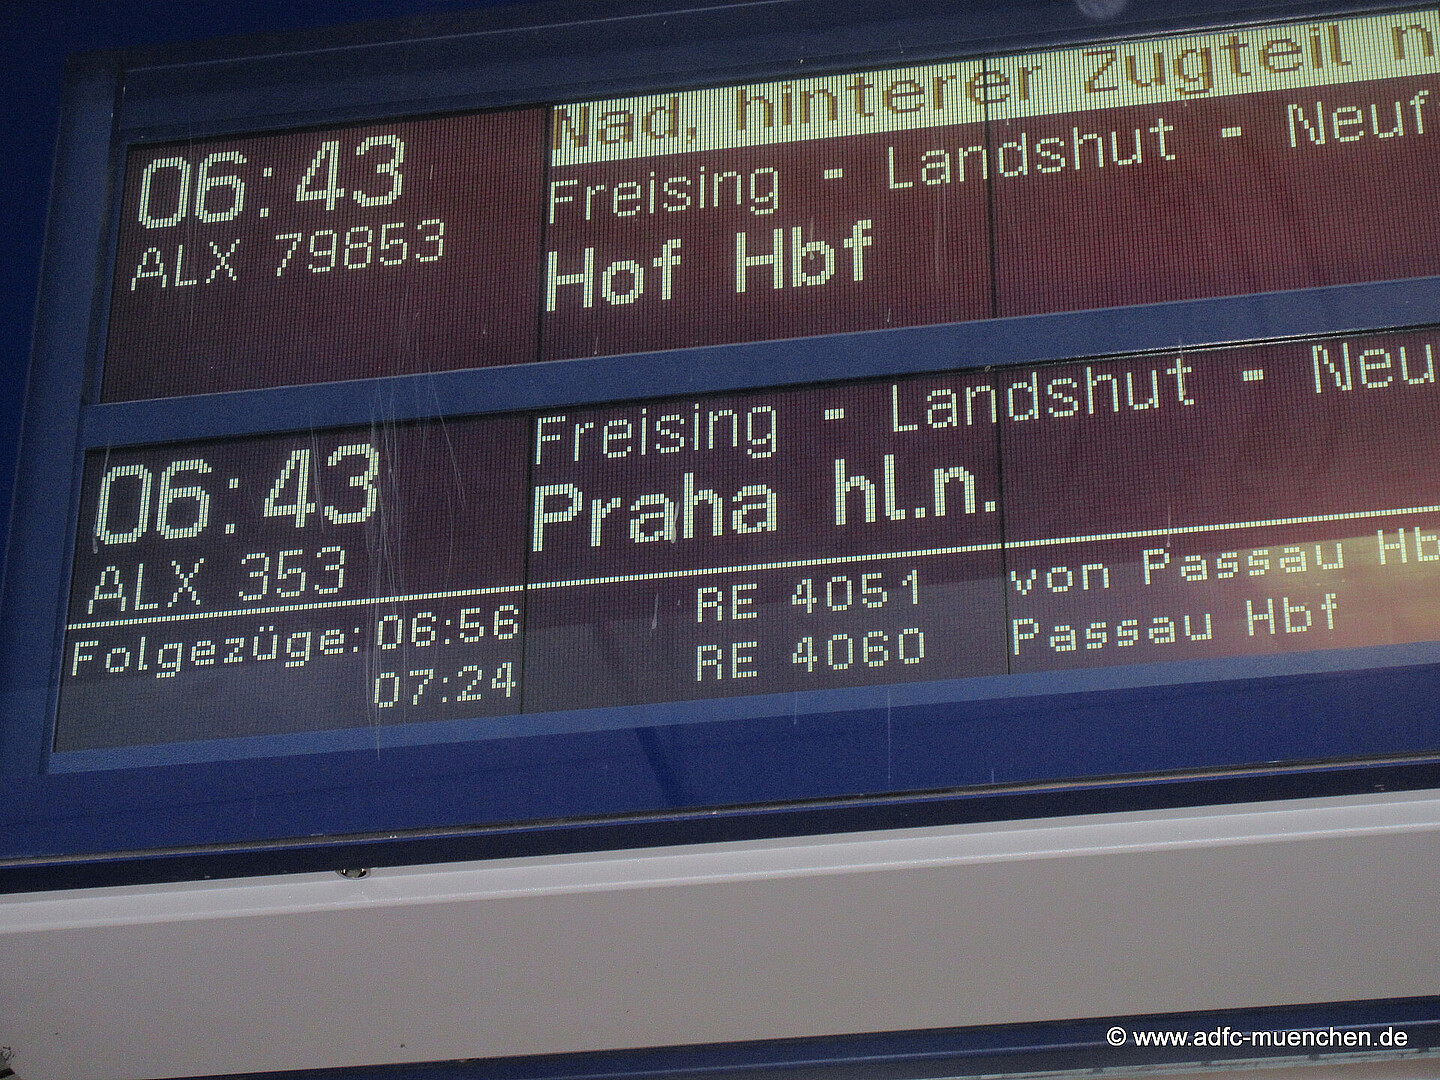 Nad, hinterer Zugteil n
06:43
Freising - Landshut - Neuf
ALX 79853
Hof Hbf
Freising - Landshut - Neu
06:43
Praha hl.n.
ALX 353
Folgezüge: 06:56 RE 4051 von Passau Hb
07:24 RE 4060 Passau Hbf
© www.adfc-muenchen.de